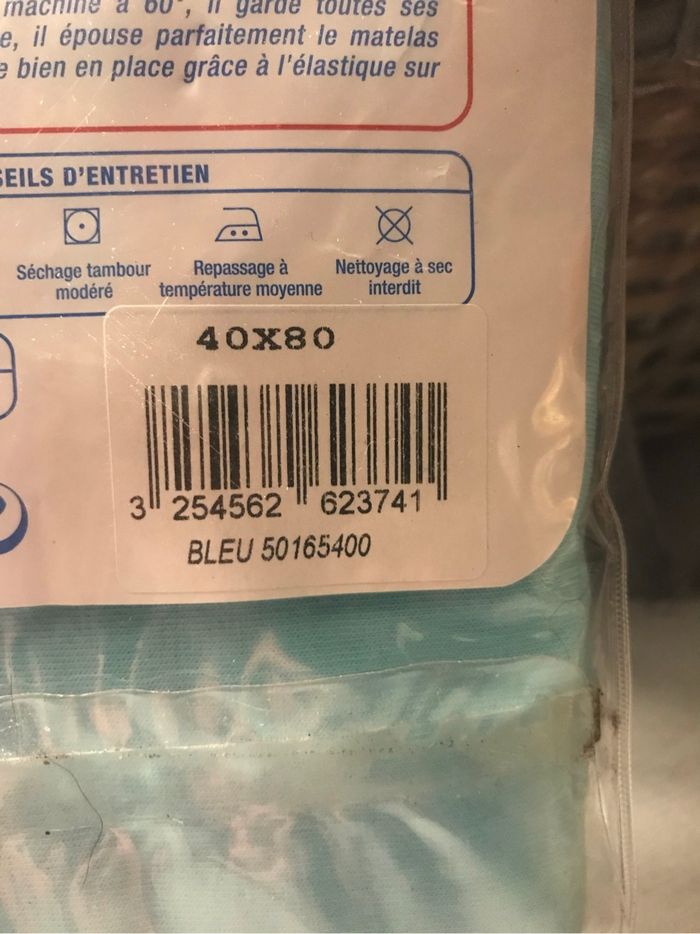 machine à 60°, il garde toutes ses
, il épouse parfaitement le matelas
bien en place grâce à l'élastique sur
SEILS D'ENTRETIEN
Séchage tambour
modéré
Repassage à
température moyenne
Nettoyage à sec
interdit
40X80
3 254562 623741
BLEU 50165400